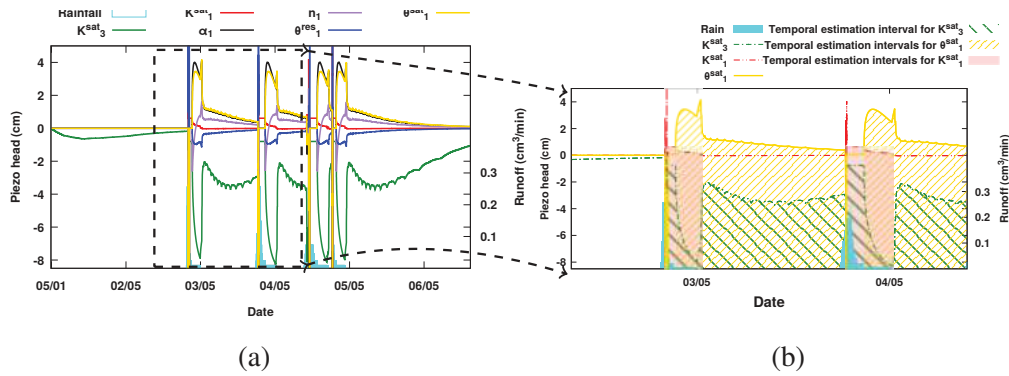 Rainfall K^sat_1 n_1 θ^sat_1
K^sat_3 α_1 θ^res_1
Piezo head (cm)
4
2
0
-2
-4
-6
-8
Runoff (cm³/min)
0.3
0.2
0.1
05/01 02/05 03/05 04/05 05/05 06/05
Date
(a)
Rain Temporal estimation interval for K^sat_3
K^sat_3 Temporal estimation intervals for θ^sat_1
K^sat_1 Temporal estimation intervals for K^sat_1
θ^sat_1
Piezo head (cm)
4
2
0
-2
-4
-6
-8
Runoff (cm³/min)
0.3
0.2
0.1
03/05 04/05
Date
(b)